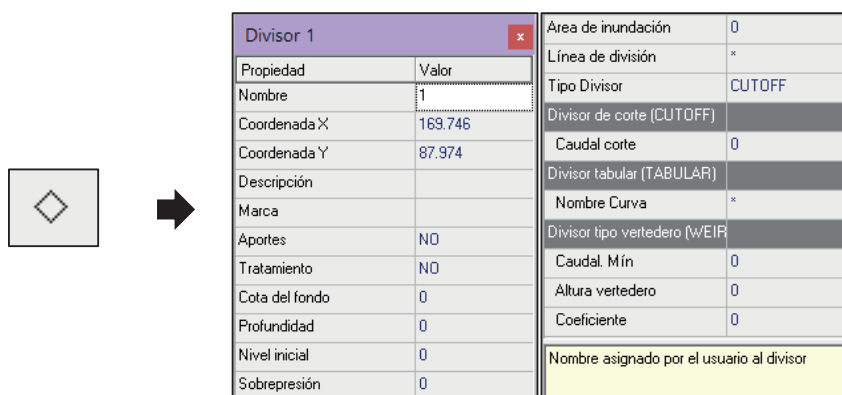 Divisor 1
x
Propiedad Valor
Nombre 1
Coordenada X 169.746
Coordenada Y 87.974
Descripción
Marca
Aportes NO
Tratamiento NO
Cota del fondo 0
Profundidad 0
Nivel inicial 0
Sobrepresión 0
Area de inundación 0
Línea de división *
Tipo Divisor CUTOFF
Divisor de corte (CUTOFF)
Caudal corte 0
Divisor tabular (TABULAR)
Nombre Curva *
Divisor tipo vertedero (WEIR
Caudal. Mín 0
Altura vertedero 0
Coeficiente 0
Nombre asignado por el usuario al divisor